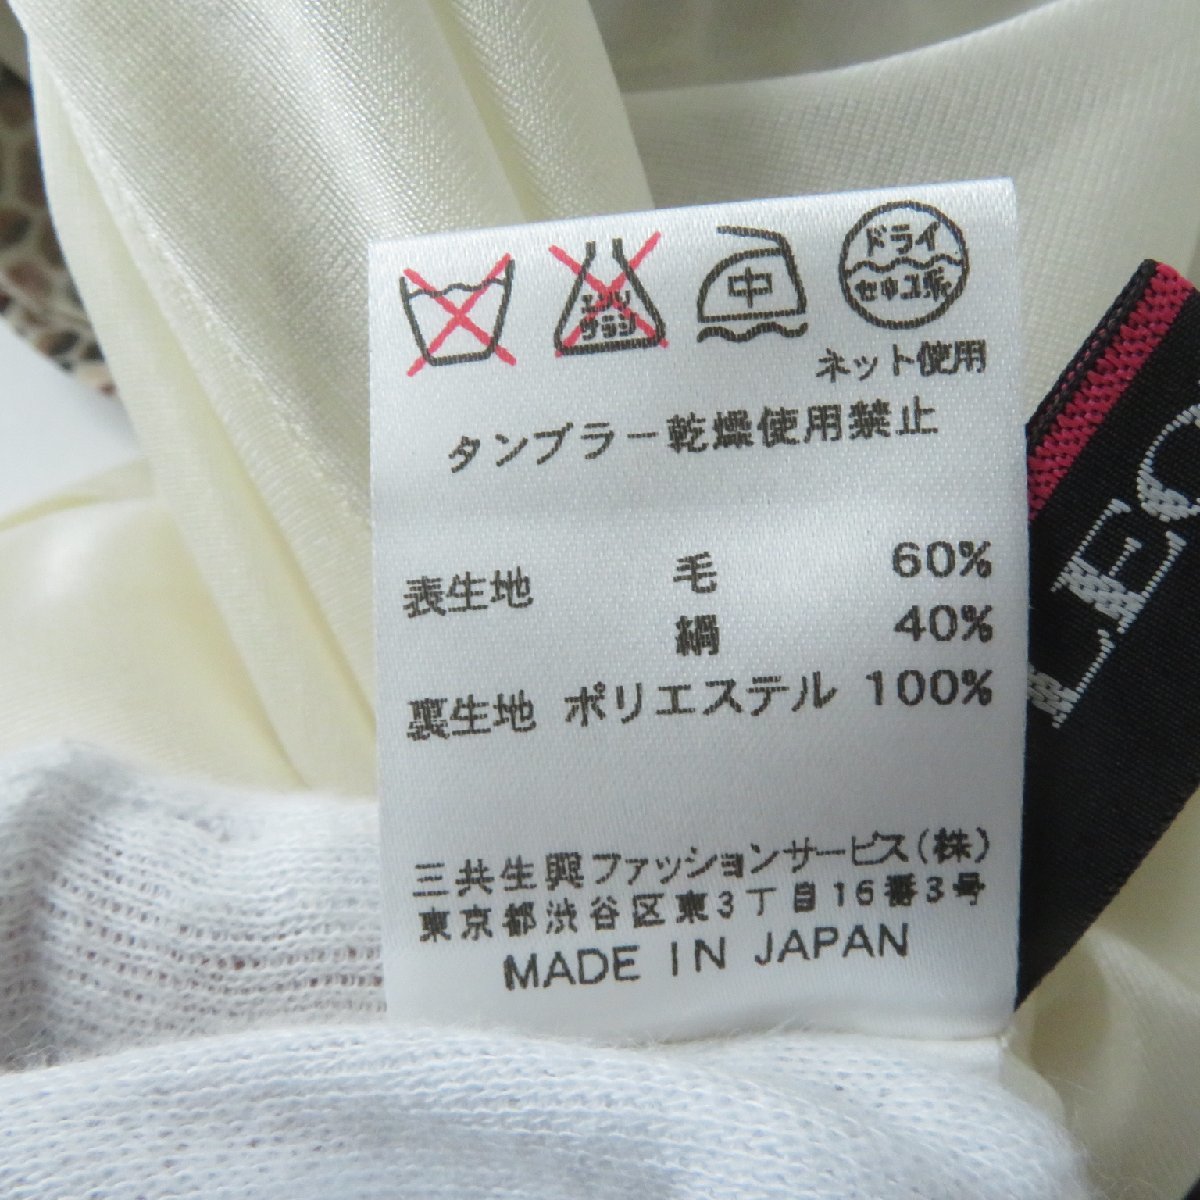 エンソ
サラシ
中
ドライ
セキユ系
ネット使用
タンブラー乾燥使用禁止
表生地 毛 60%
絹 40%
裏生地 ポリエステル 100%
三共生興ファッションサービス(株)
東京都渋谷区東3丁目16番3号
MADE IN JAPAN